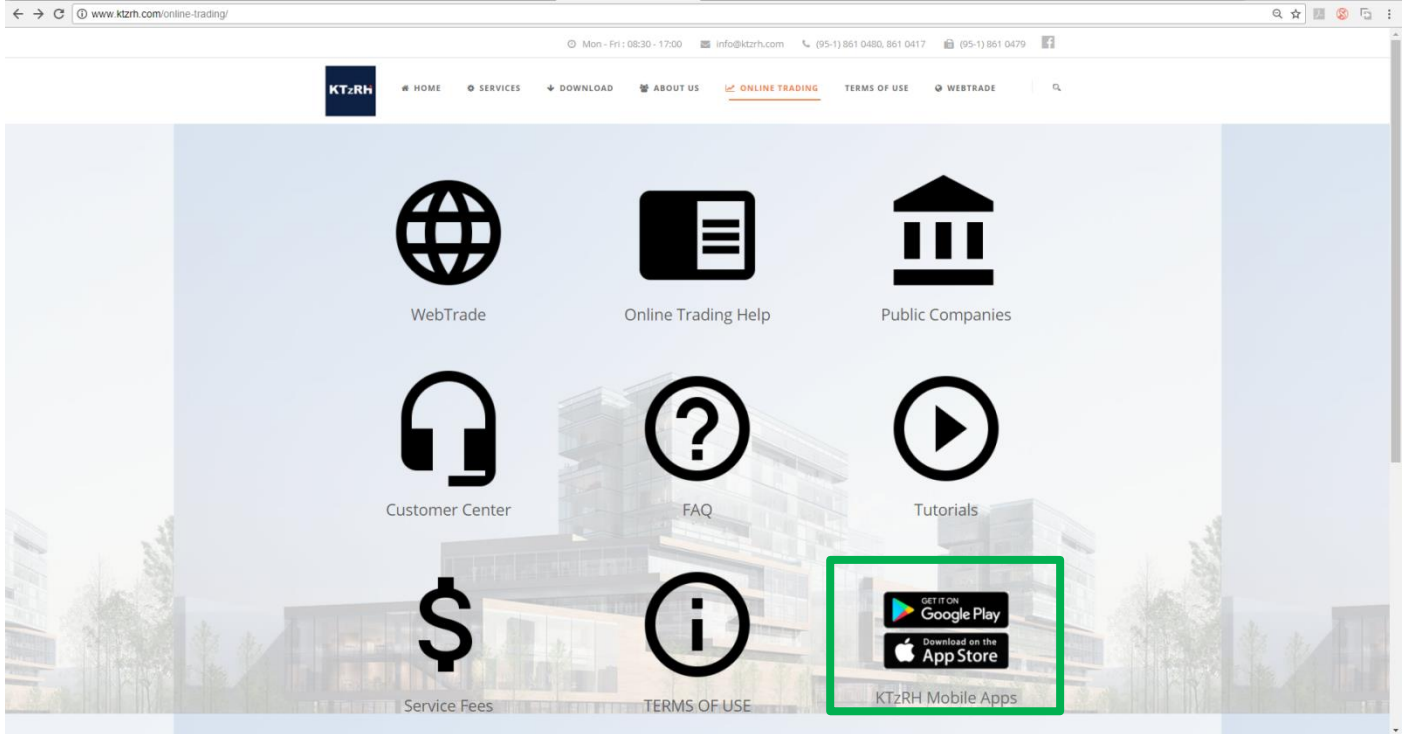 www.ktzrh.com/online-trading/
Mon - Fri : 08:30 - 17:00 info@ktzrh.com (95-1) 861 0480, 861 0417 (95-1) 861 0479
KTzRH HOME SERVICES DOWNLOAD ABOUT US ONLINE TRADING TERMS OF USE WEBTRADE
WebTrade Online Trading Help Public Companies
Customer Center FAQ Tutorials
GET IT ON
Google Play
Download on the
App Store
Service Fees TERMS OF USE KTzRH Mobile Apps